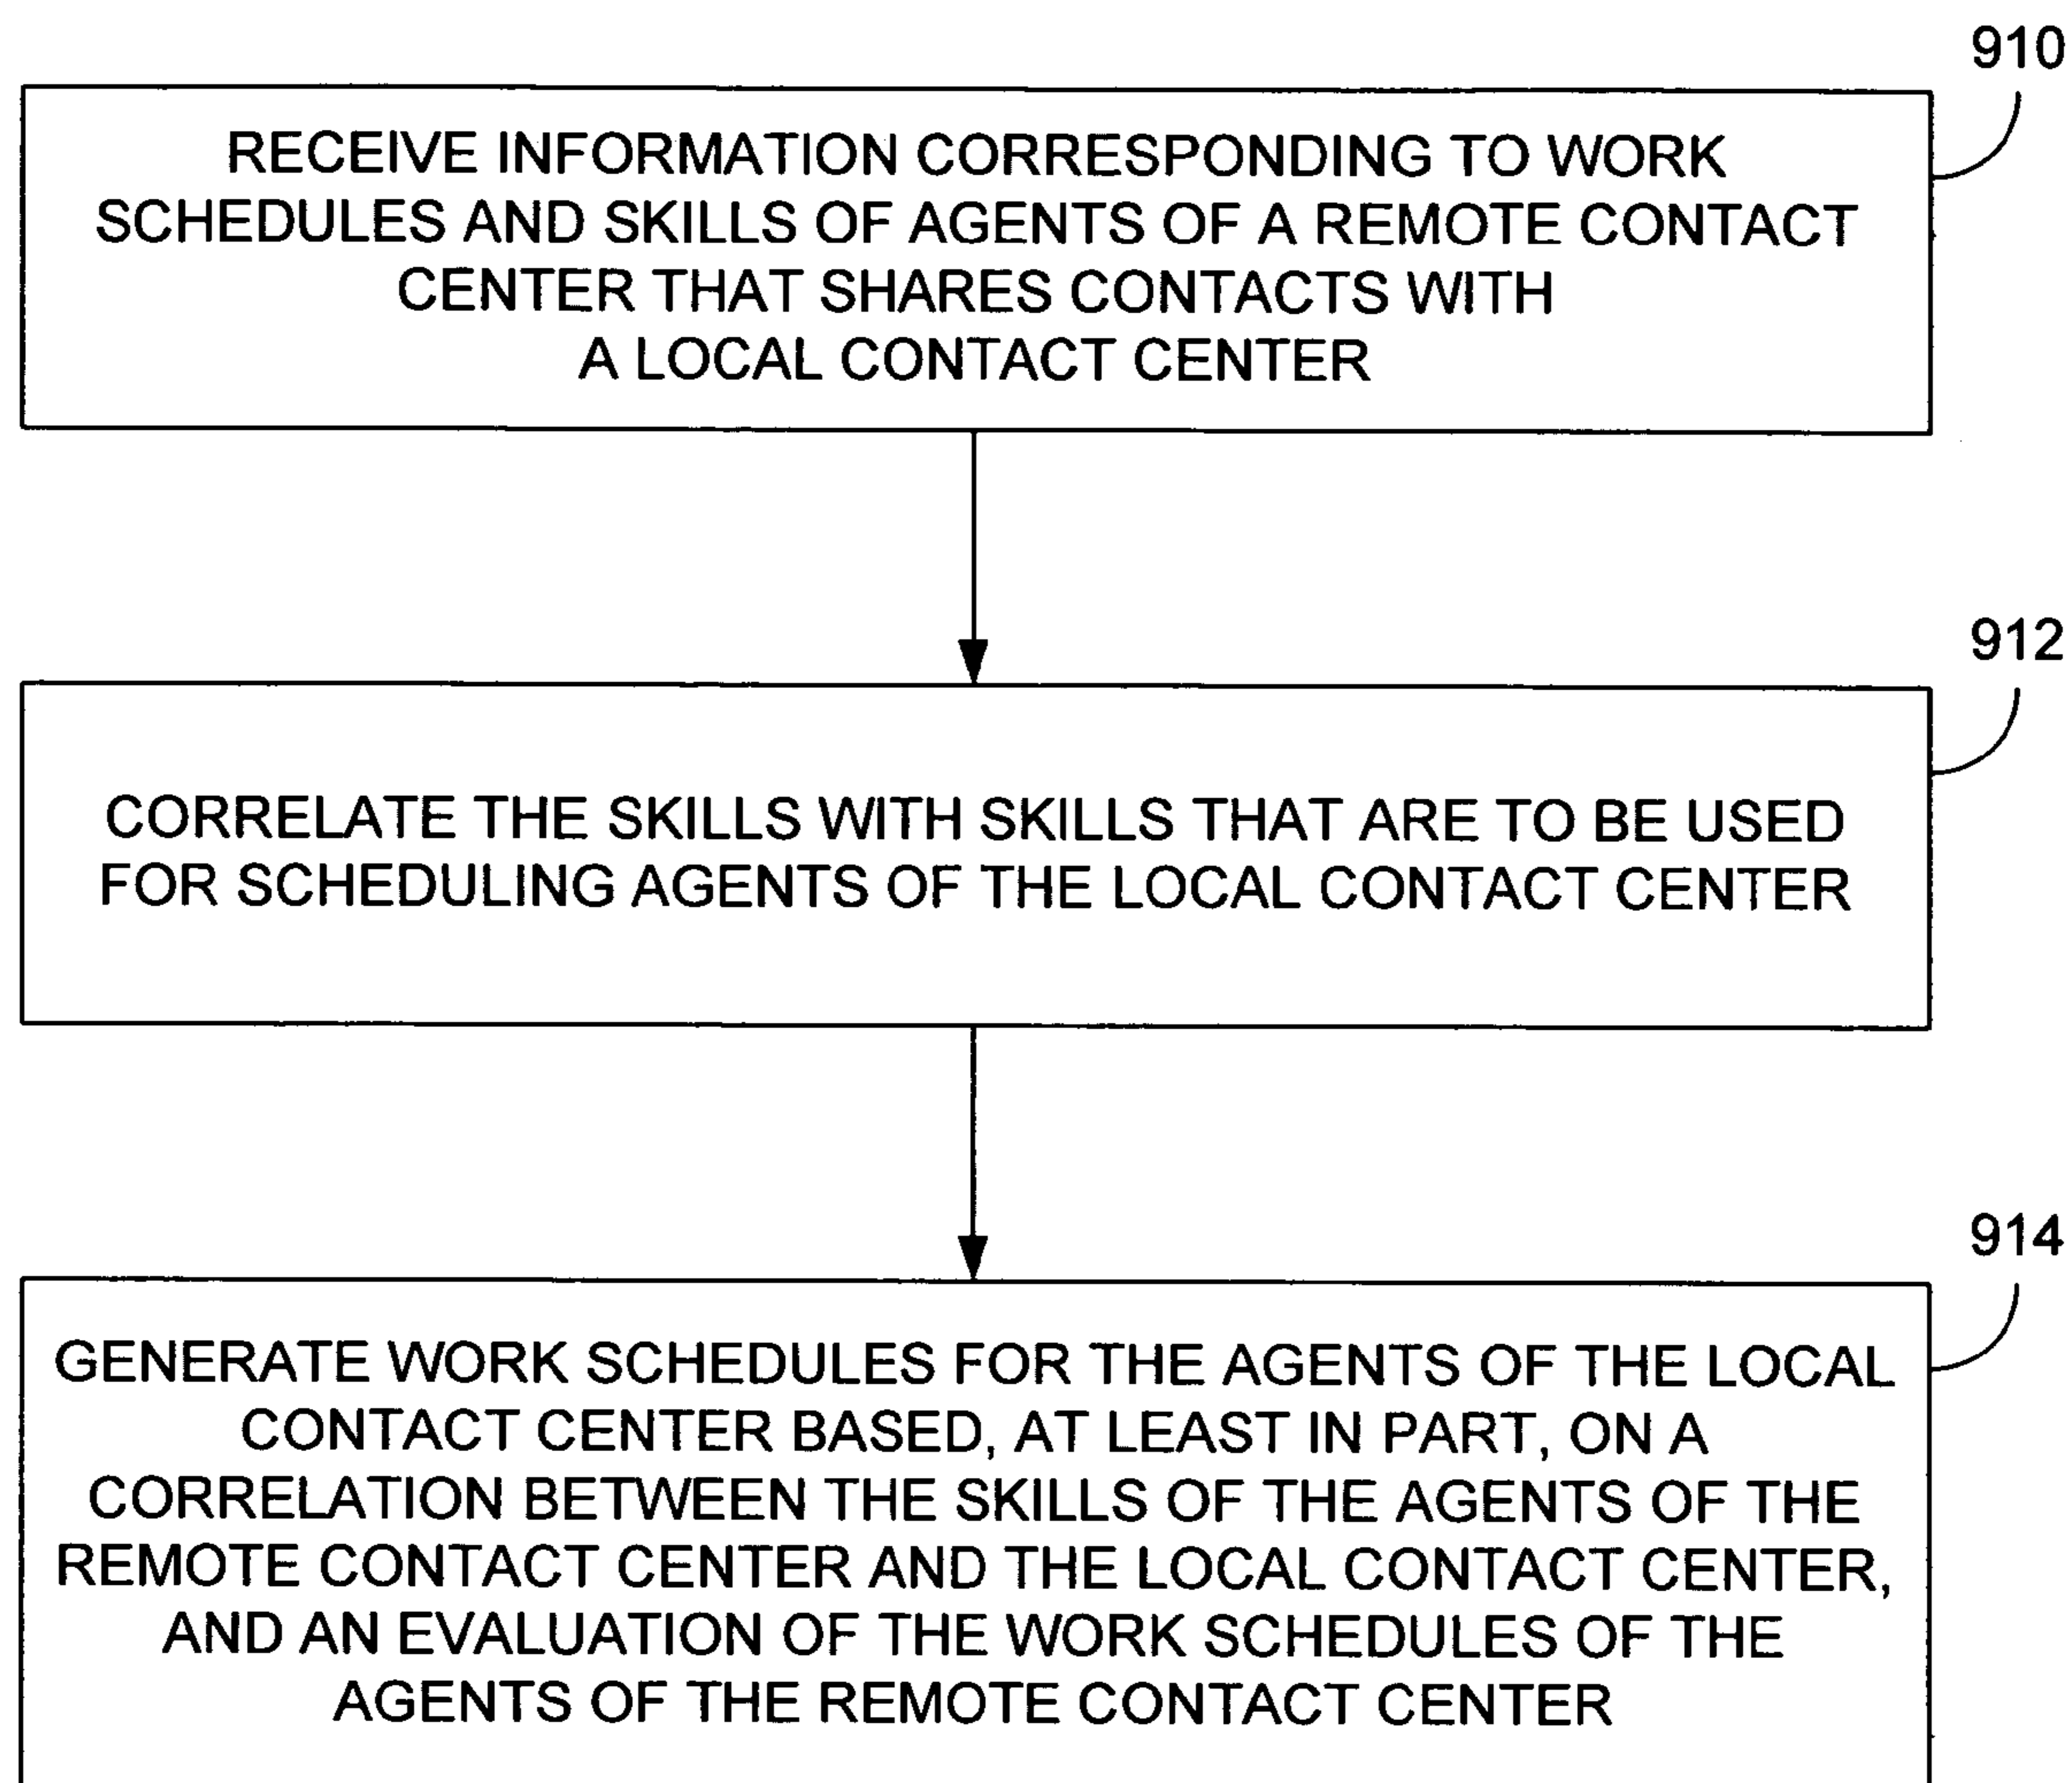 910
RECEIVE INFORMATION CORRESPONDING TO WORK
SCHEDULES AND SKILLS OF AGENTS OF A REMOTE CONTACT
CENTER THAT SHARES CONTACTS WITH
A LOCAL CONTACT CENTER
912
CORRELATE THE SKILLS WITH SKILLS THAT ARE TO BE USED
FOR SCHEDULING AGENTS OF THE LOCAL CONTACT CENTER
914
GENERATE WORK SCHEDULES FOR THE AGENTS OF THE LOCAL
CONTACT CENTER BASED, AT LEAST IN PART, ON A
CORRELATION BETWEEN THE SKILLS OF THE AGENTS OF THE
REMOTE CONTACT CENTER AND THE LOCAL CONTACT CENTER,
AND AN EVALUATION OF THE WORK SCHEDULES OF THE
AGENTS OF THE REMOTE CONTACT CENTER